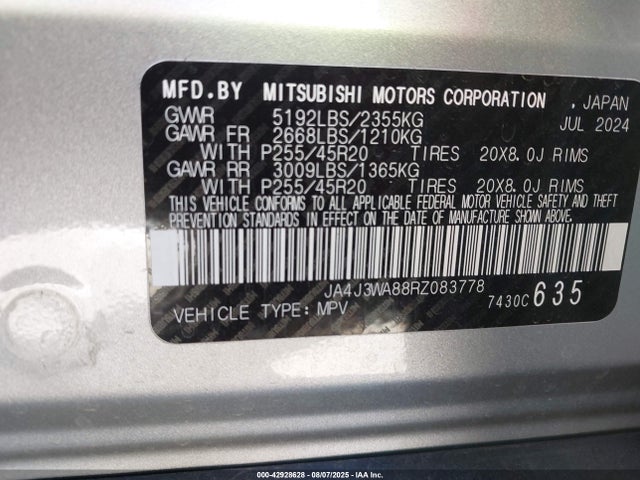 MFD.BY MITSUBISHI MOTORS CORPORATION . JAPAN
GVWR 5192LBS/2355KG JUL 2024
GAWR FR 2668LBS/1210KG
WITH P255/45R20 TIRES 20X8.0J RIMS
GAWR RR 3009LBS/1365KG
WITH P255/45R20 TIRES 20X8.0J RIMS
THIS VEHICLE CONFORMS TO ALL APPLICABLE FEDERAL MOTOR VEHICLE SAFETY AND THEFT
PREVENTION STANDARDS IN EFFECT ON THE DATE OF MANUFACTURE SHOWN ABOVE.
JA4J3WA88RZ083778
7430C635
VEHICLE TYPE: MPV
000-42928628 - 08/07/2025 - IAA Inc.